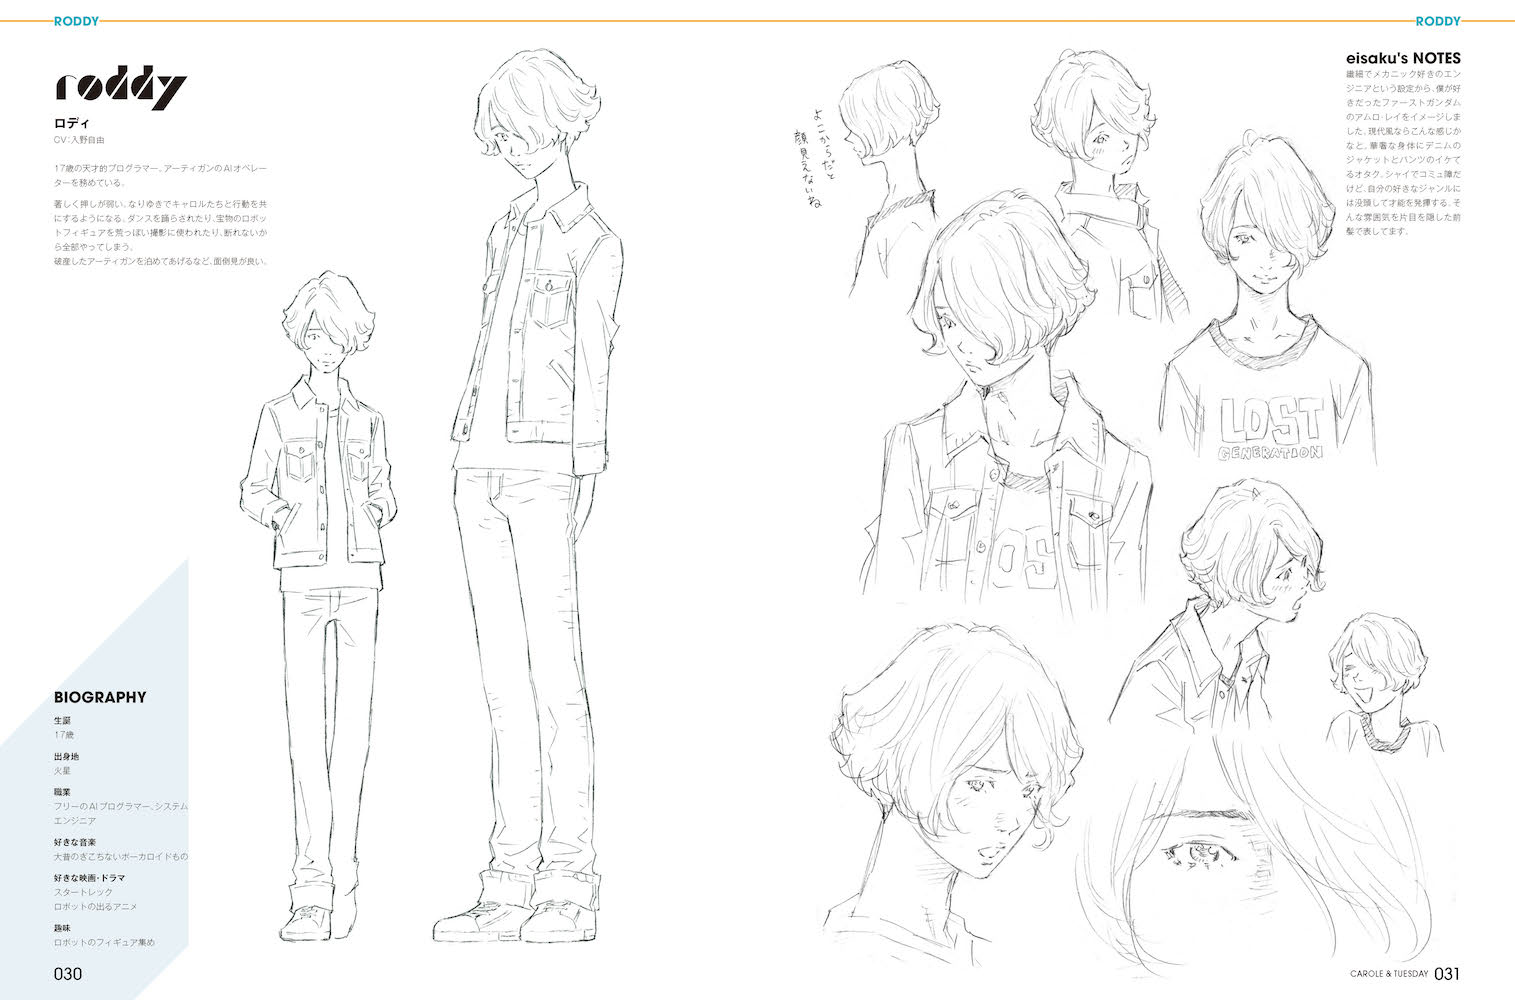 RODDY
roddy
ロディ
CV:入野自由
17歳の天才的プログラマー。アーティガンのAIオペレー
ターを務めている。
著しく押しが弱い。なりゆきでキャロルたちと行動を共
にするようになる。ダンスを踊らされたり、宝物のロボッ
トフィギュアを荒っぽい撮影に使われたり、断れないか
ら全部やってしまう。
破産したアーティガンを泊めてあげるなど、面倒見が良い。
BIOGRAPHY
生誕
17歳
出身地
火星
職業
フリーのAIプログラマー、システム
エンジニア
好きな音楽
大昔のぎこちないボーカロイドもの
好きな映画・ドラマ
スタートレック
ロボットの出るアニメ
趣味
ロボットのフィギュア集め
030
RODDY
よこからだと
顔見えないね
eisaku's NOTES
繊細でメカニック好きのエン
ジニアという設定から、僕が好
きだったファーストガンダム
のアムロ・レイをイメージしま
した。現代風ならこんな感じか
なと。華奢な身体にデニムの
ジャケットとパンツのイケて
るオタク。シャイでコミュ障だ
けど、自分の好きなジャンルに
は没頭して才能を発揮する。そ
んな雰囲気を片目を隠した前
髪で表してます。
LOST
GENERATION
OS
CAROLE & TUESDAY 031